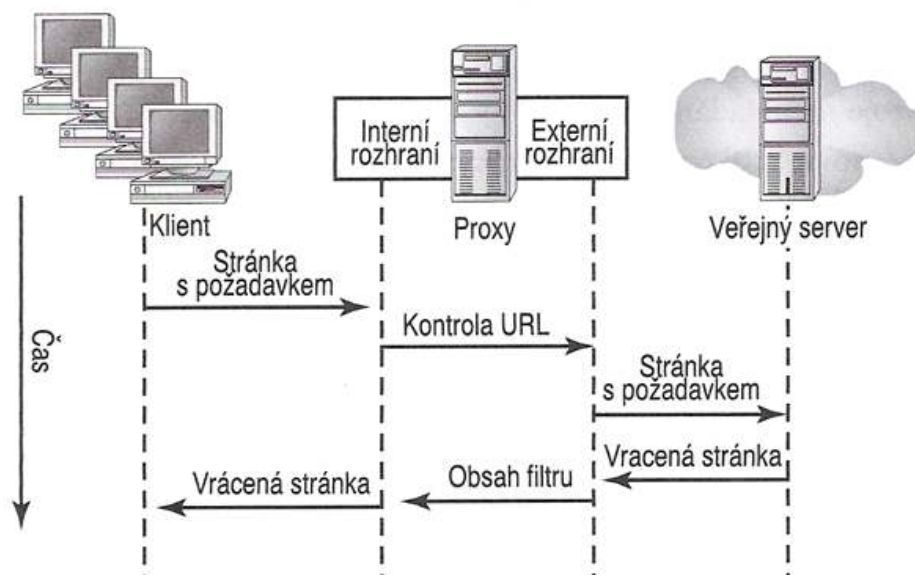 Interní
rozhraní
Externí
rozhraní
Klient
Proxy
Veřejný server
Čas
Stránka
s požadavkem
Kontrola URL
Stránka
s požadavkem
Vracená stránka
Obsah filtru
Vrácená stránka